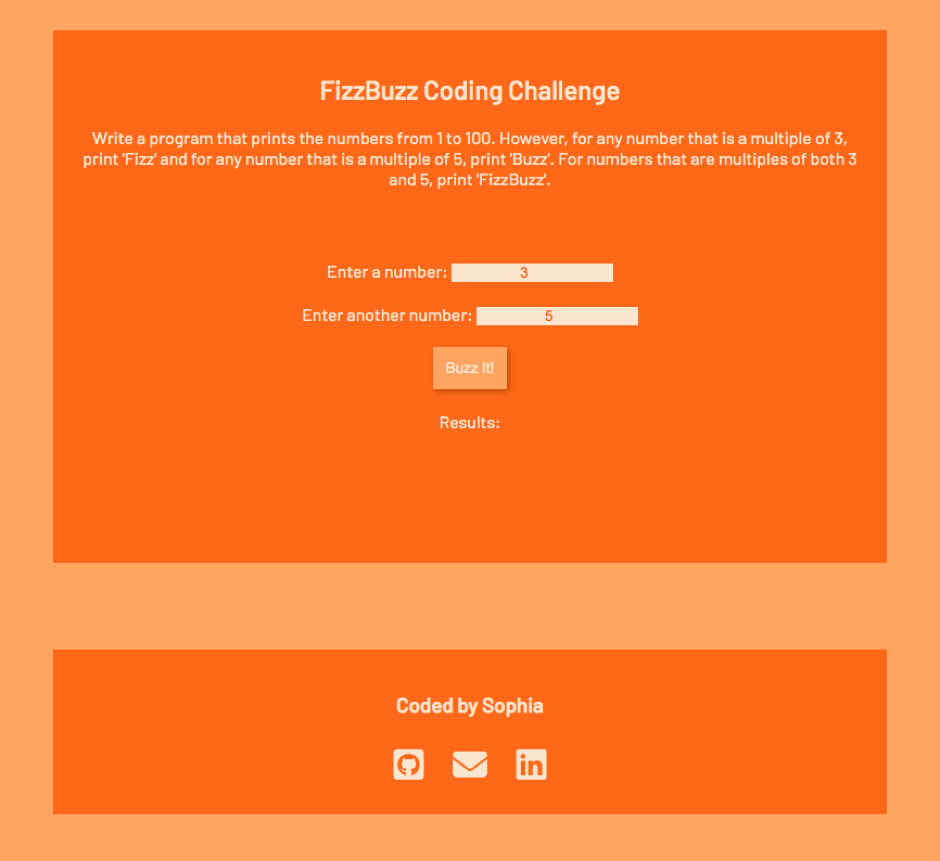 FizzBuzz Coding Challenge
Write a program that prints the numbers from 1 to 100. However, for any number that is a multiple of 3,
print 'Fizz' and for any number that is a multiple of 5, print 'Buzz'. For numbers that are multiples of both 3
and 5, print 'FizzBuzz'.
Enter a number: 3
Enter another number: 5
Buzz It!
Results:
Coded by Sophia
in